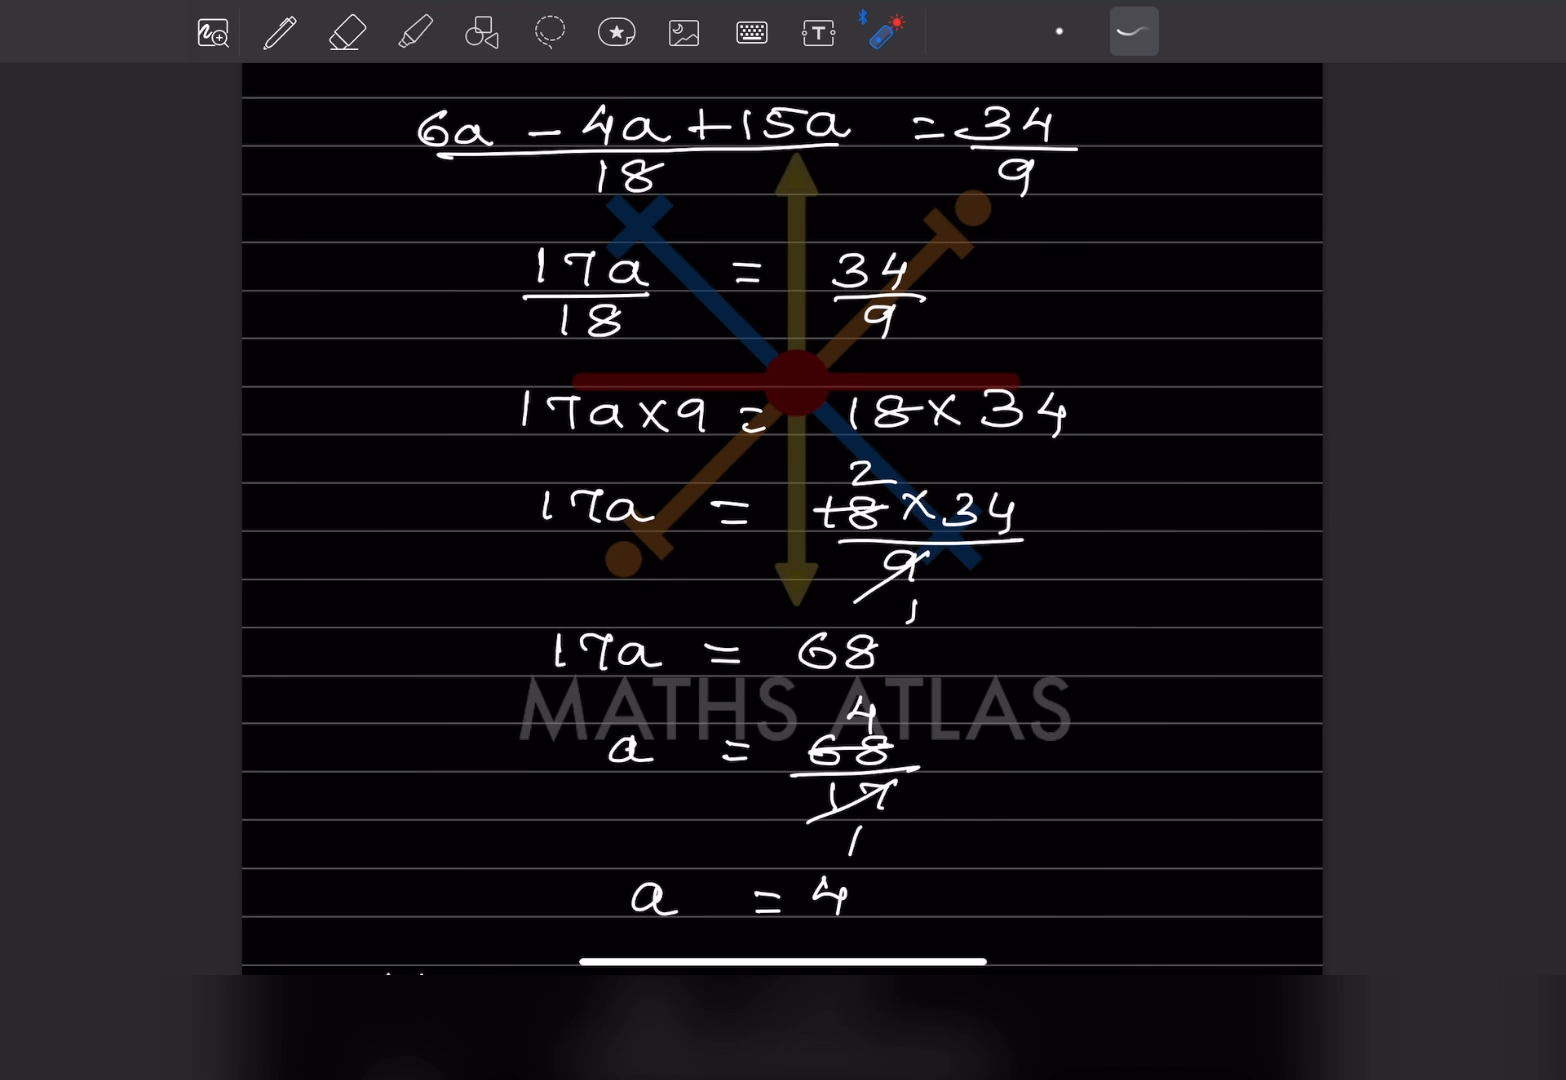 6a - 4a + 15a / 18 = 34 / 9
17a / 18 = 34 / 9
17a × 9 = 18 × 34
2
17a = 18 × 34 / 9
1
17a = 68
MATHS ATLAS
4
a = 68 / 17
1
a = 4